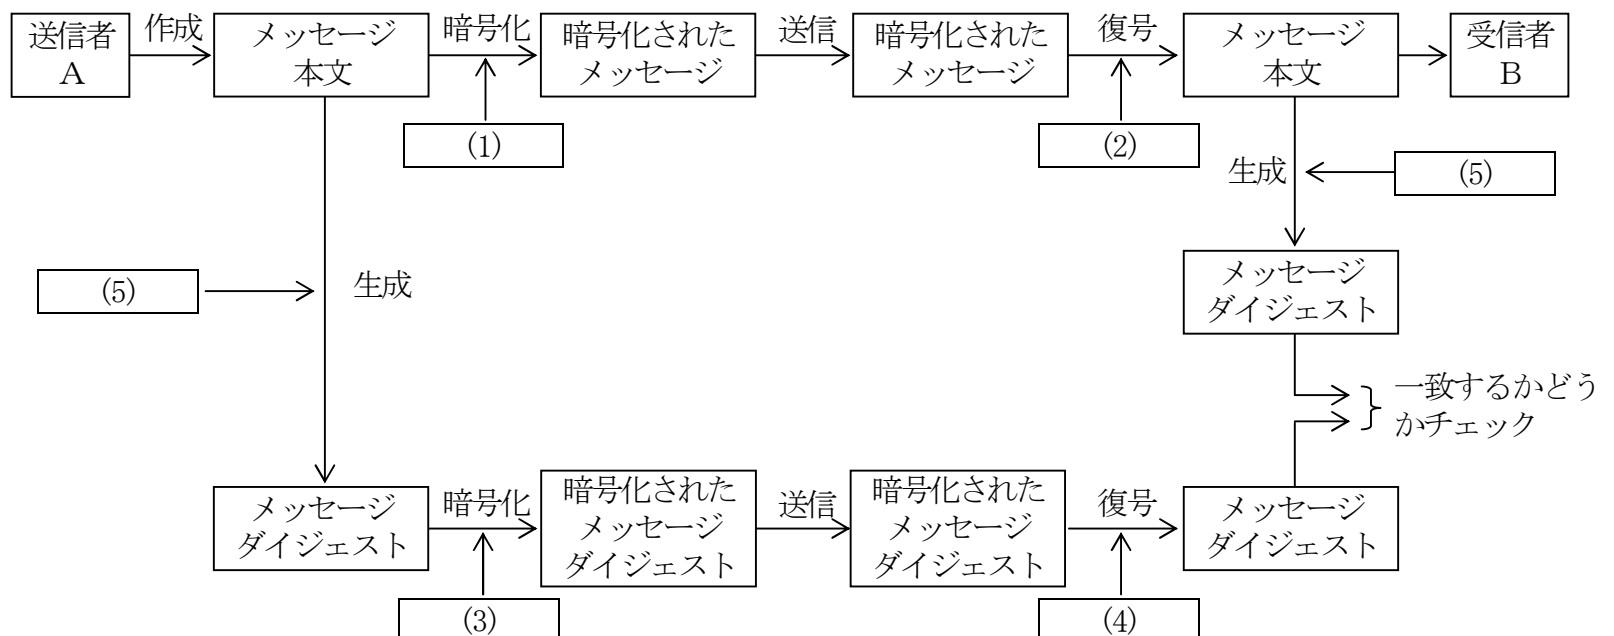 送信者
A
作成
メッセージ
本文
暗号化
暗号化された
メッセージ
送信
暗号化された
メッセージ
復号
メッセージ
本文
受信者
B
(1)
(2)
生成
(5)
(5)
生成
メッセージ
ダイジェスト
一致するかどう
かチェック
メッセージ
ダイジェスト
暗号化
暗号化された
メッセージ
ダイジェスト
送信
暗号化された
メッセージ
ダイジェスト
復号
メッセージ
ダイジェスト
(3)
(4)